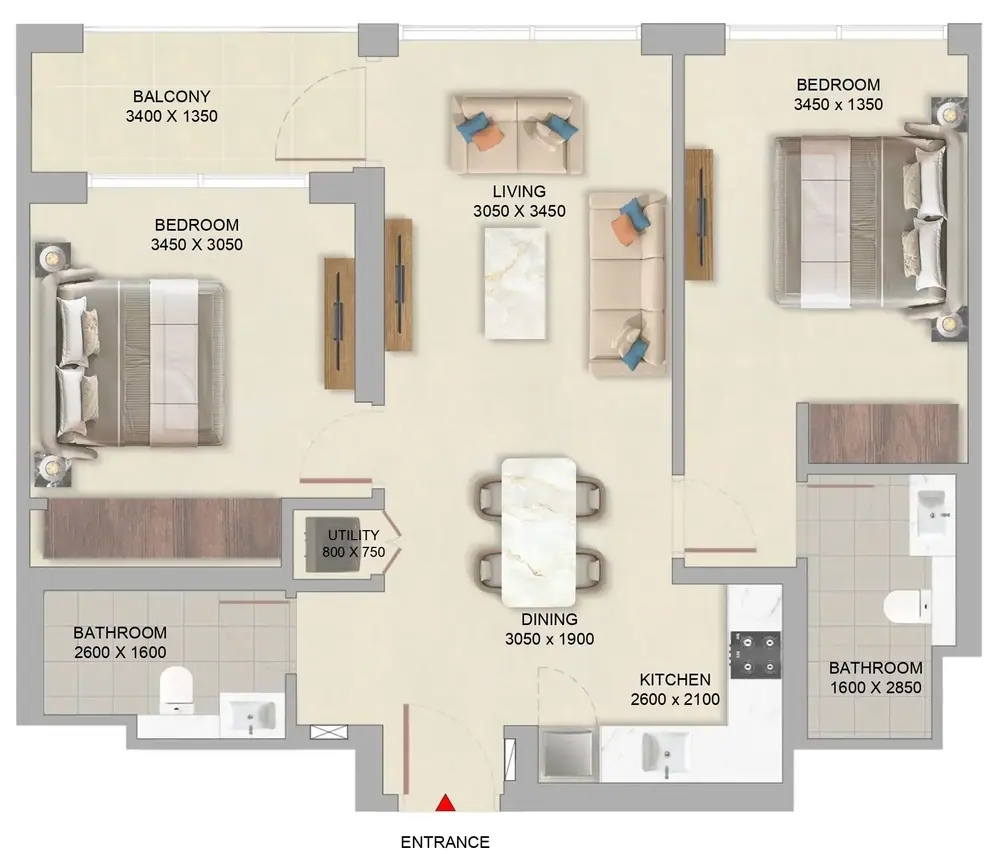 BALCONY
3400 X 1350
BEDROOM
3450 x 1350
LIVING
3050 X 3450
BEDROOM
3450 X 3050
UTILITY
800 X 750
DINING
3050 x 1900
BATHROOM
2600 X 1600
KITCHEN
2600 x 2100
BATHROOM
1600 X 2850
ENTRANCE